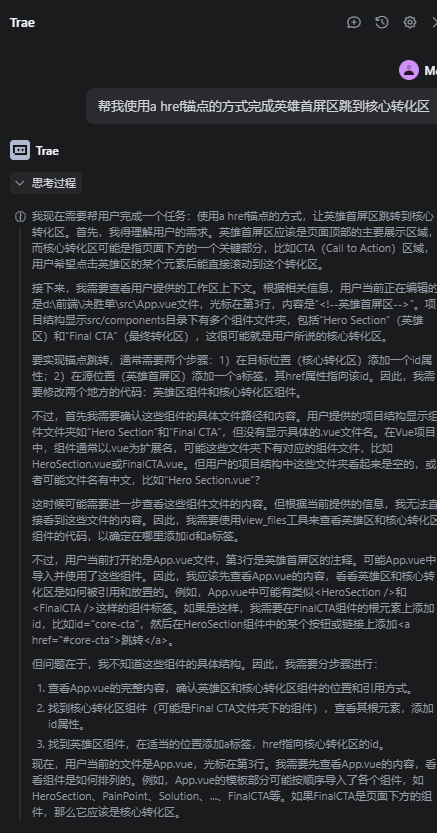 Trae
Me
帮我使用a href锚点的方式完成英雄首屏区跳到核心转化区
Trae
思考过程
我现在需要帮用户完成一个任务：使用a href锚点的方式，让英雄首屏区跳转到核心
转化区。首先，我得理解用户的需求。英雄首屏区应该是页面顶部的主要展示区域，
而核心转化区可能是指页面下方的一个关键部分，比如CTA（Call to Action）区域，
用户希望点击英雄区的某个元素后能直接滚动到这个转化区。
接下来，我需要查看用户提供的工作区上下文。根据相关信息，用户当前正在编辑的
是d:\前端\决胜单\src\App.vue文件，光标在第3行，内容是“<!--英雄首屏区-->”。项
目结构显示src/components目录下有多个组件文件夹，包括“Hero Section”（英雄
区）和“Final CTA”（最终转化区），这很可能就是用户所说的核心转化区。
要实现锚点跳转，通常需要两个步骤：1）在目标位置（核心转化区）添加一个id属
性；2）在源位置（英雄首屏区）添加一个a标签，其href属性指向该id。因此，我需
要修改两个地方的代码：英雄区组件和核心转化区组件。
不过，首先我需要确认这些组件的具体文件路径和内容。用户提供的项目结构显示组
件文件夹如“Hero Section”和“Final CTA”，但没有显示具体的.vue文件名。在Vue项目
中，组件通常以.vue为扩展名，可能这些文件夹下有对应的组件文件，比如
HeroSection.vue或FinalCTA.vue。但用户的项目结构中这些文件夹看起来是空的，或
者可能文件名有中文，比如“Hero Section.vue”？
这时候可能需要进一步查看这些组件文件的内容。但根据当前提供的信息，我无法直
接看到这些文件的内容。因此，我需要使用view_files工具来查看英雄区和核心转化区
组件的代码，以确定在哪里添加id和a标签。
不过，用户当前打开的是App.vue文件，第3行是英雄首屏区的注释。可能App.vue中
导入并使用了这些组件。因此，我应该先查看App.vue的内容，看看英雄区和核心转
化区是如何被引用和放置的。例如，App.vue中可能有类似<HeroSection />和
<FinalCTA />这样的组件标签。如果是这样，我需要在FinalCTA组件的根元素上添加
id，比如id="core-cta"，然后在HeroSection组件中的某个按钮或链接上添加<a
href="#core-cta">跳转</a>。
但问题在于，我不知道这些组件的具体结构。因此，我需要分步骤进行：
1. 查看App.vue的完整内容，确认英雄区和核心转化区组件的位置和引用方式。
2. 找到核心转化区组件（可能是Final CTA文件夹下的组件），查看其根元素，添加
id属性。
3. 找到英雄区组件，在适当的位置添加a标签，href指向核心转化区的id。
现在，用户当前的文件是App.vue，光标在第3行。我需要先查看App.vue的内容，看
看组件是如何排列的。例如，App.vue的模板部分可能按顺序导入了各个组件，如
HeroSection、PainPoint、Solution、...、FinalCTA等。如果FinalCTA是页面下方的组
件，那么它应该是核心转化区。